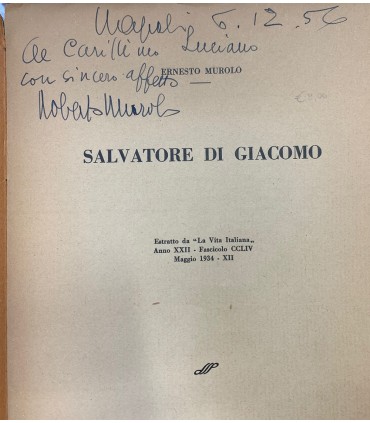 Napoli 6.12.56
Al Carissimo Luciano
con sincero affetto
ERNESTO MUROLO
Roberto Murolo
SALVATORE DI GIACOMO
Estratto da "La Vita Italiana„
Anno XXII - Fascicolo CCLIV
Maggio 1934 - XII